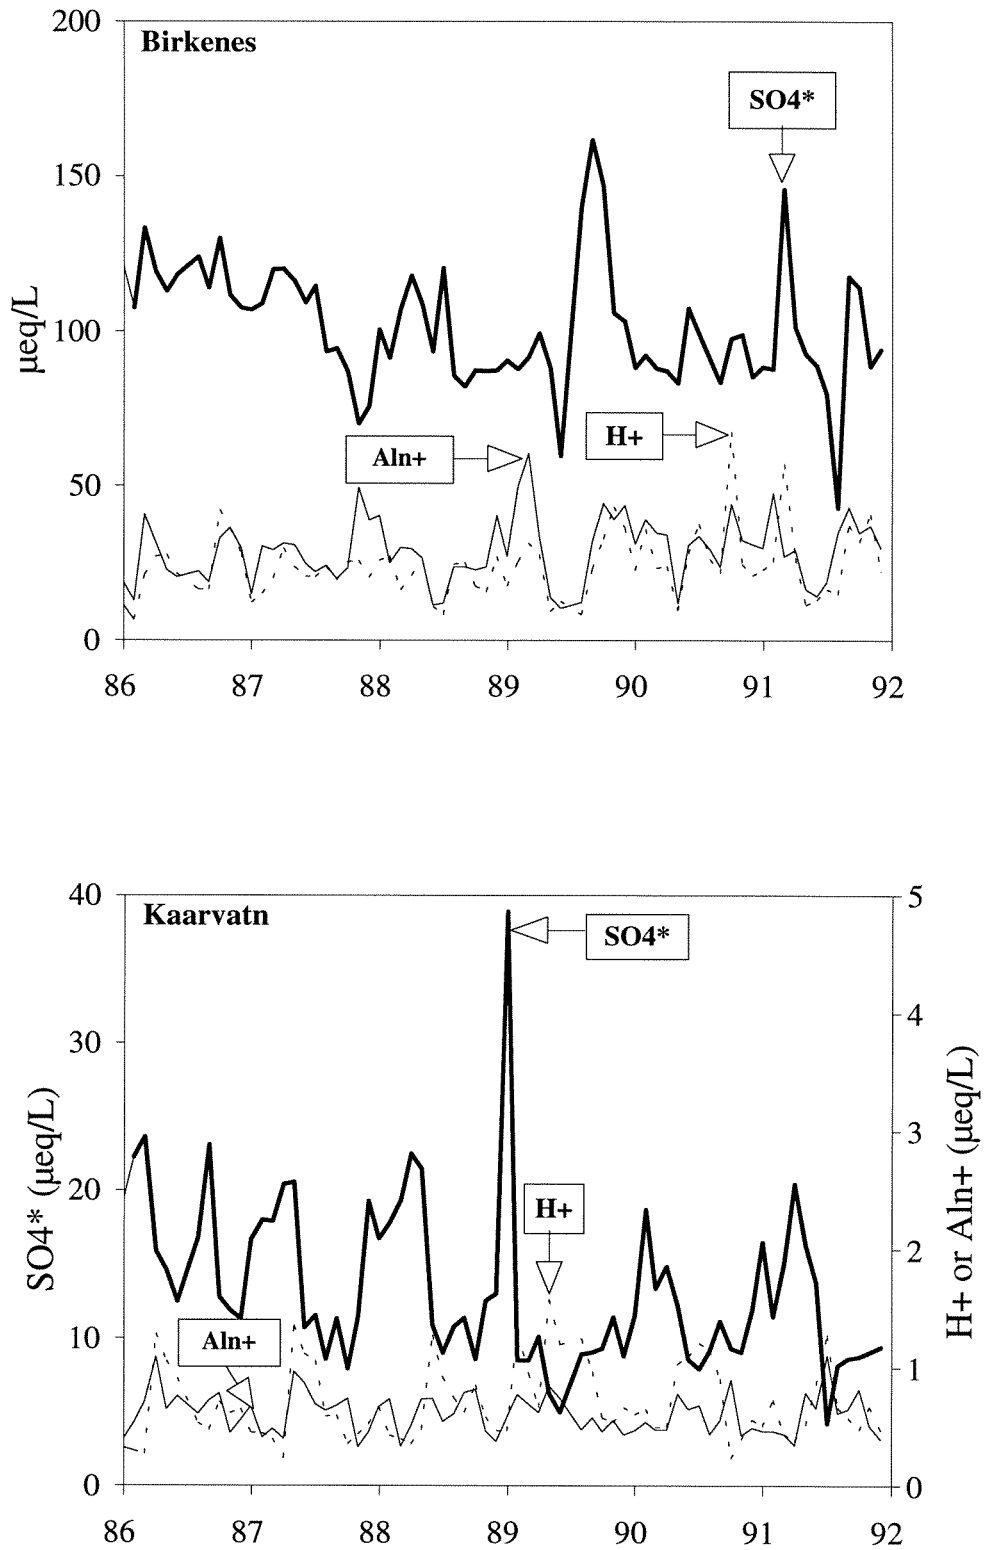 200
Birkenes
SO4*
150
µeq/L
100
H+
Aln+
50
0
86 87 88 89 90 91 92
40 5
Kaarvatn
SO4*
4
30
SO4* (µeq/L)
H+ or Aln+ (µeq/L)
3
20
H+
2
10
Aln+
1
0 0
86 87 88 89 90 91 92